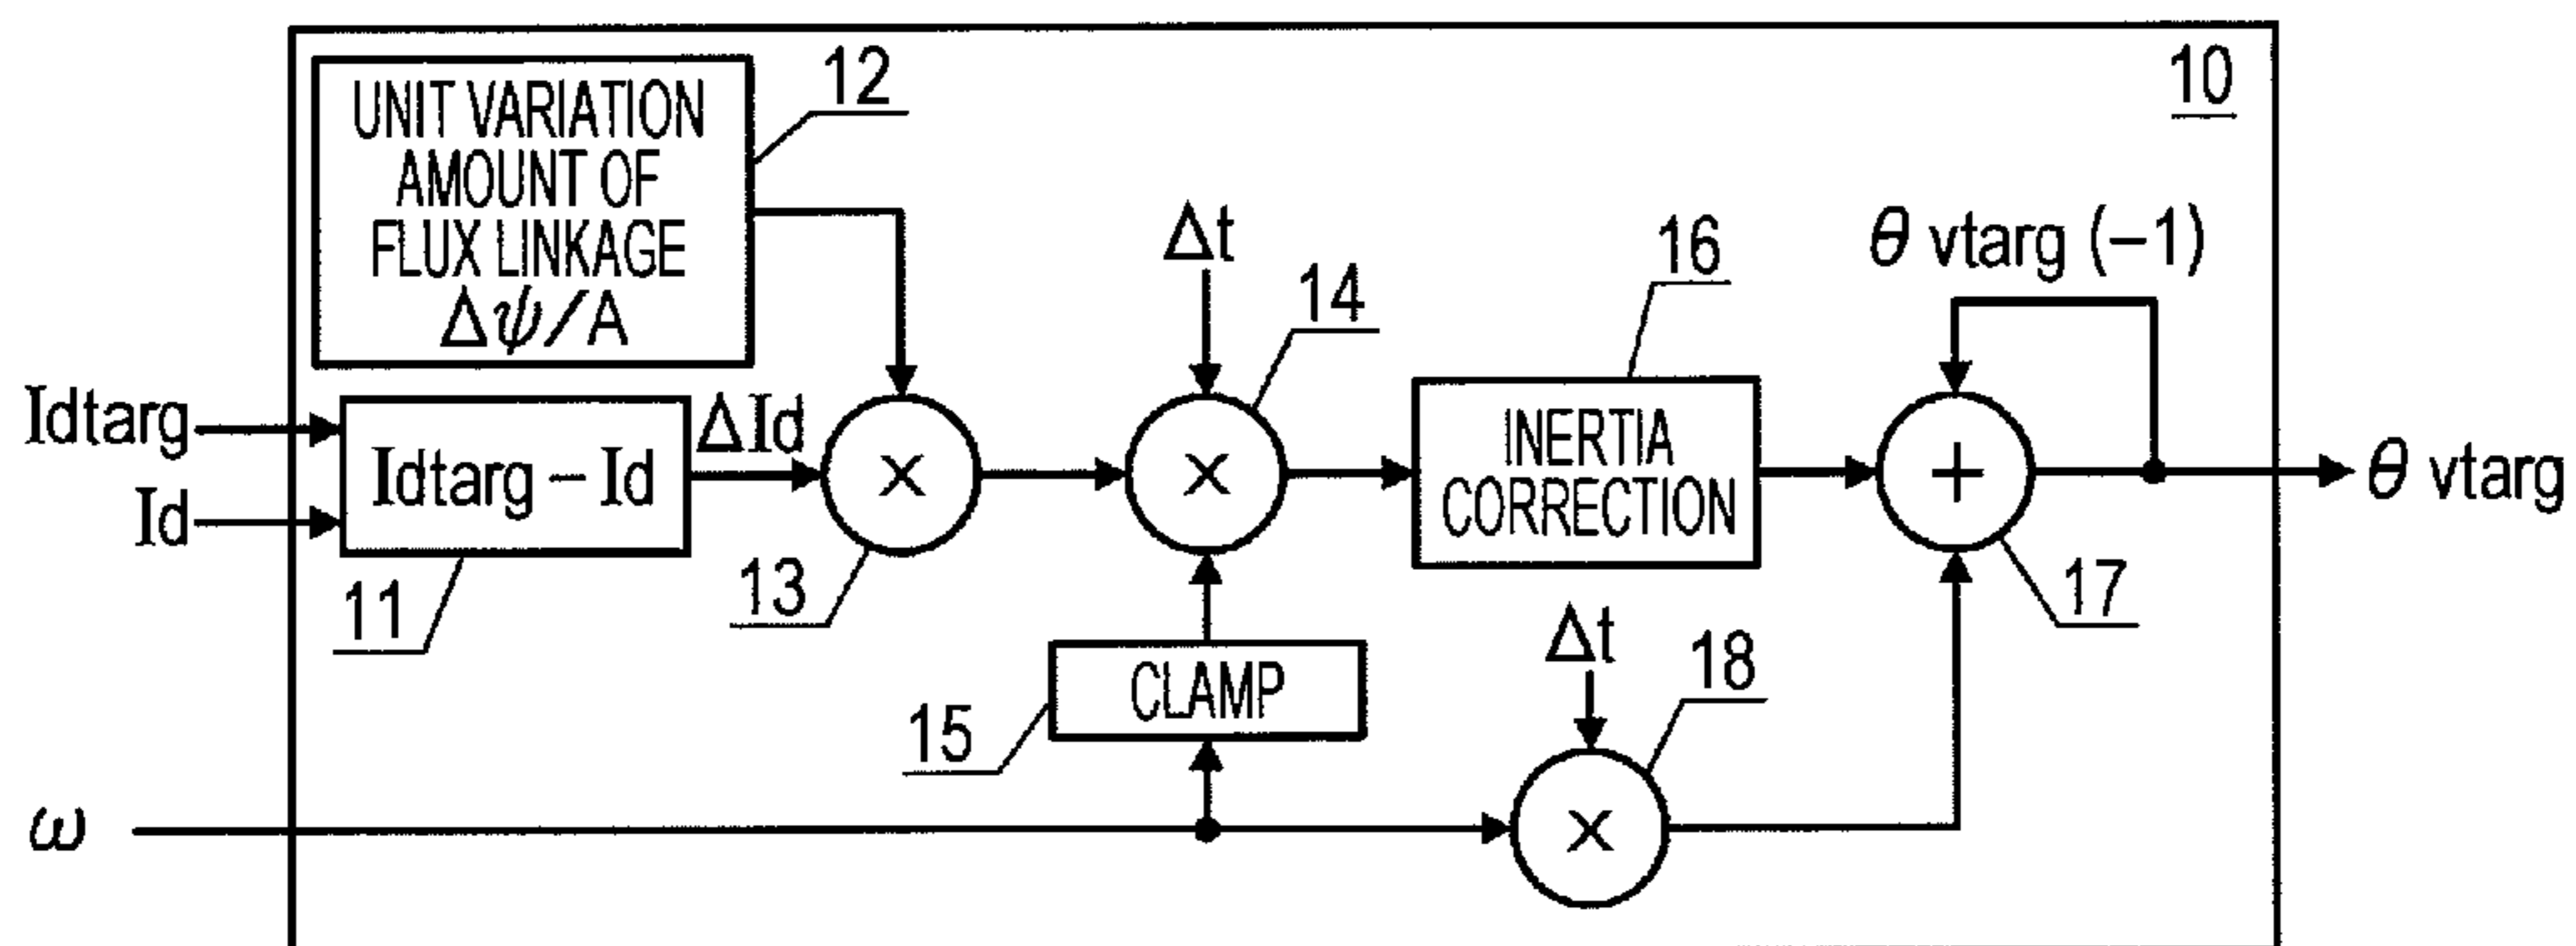 10
12
UNIT VARIATION
AMOUNT OF
FLUX LINKAGE
Δψ/A
Δt
14
16
θ vtarg (−1)
Idtarg
Id
Idtarg − Id
ΔId
×
×
INERTIA
CORRECTION
+
θ vtarg
11
13
17
15
CLAMP
Δt
18
ω
×